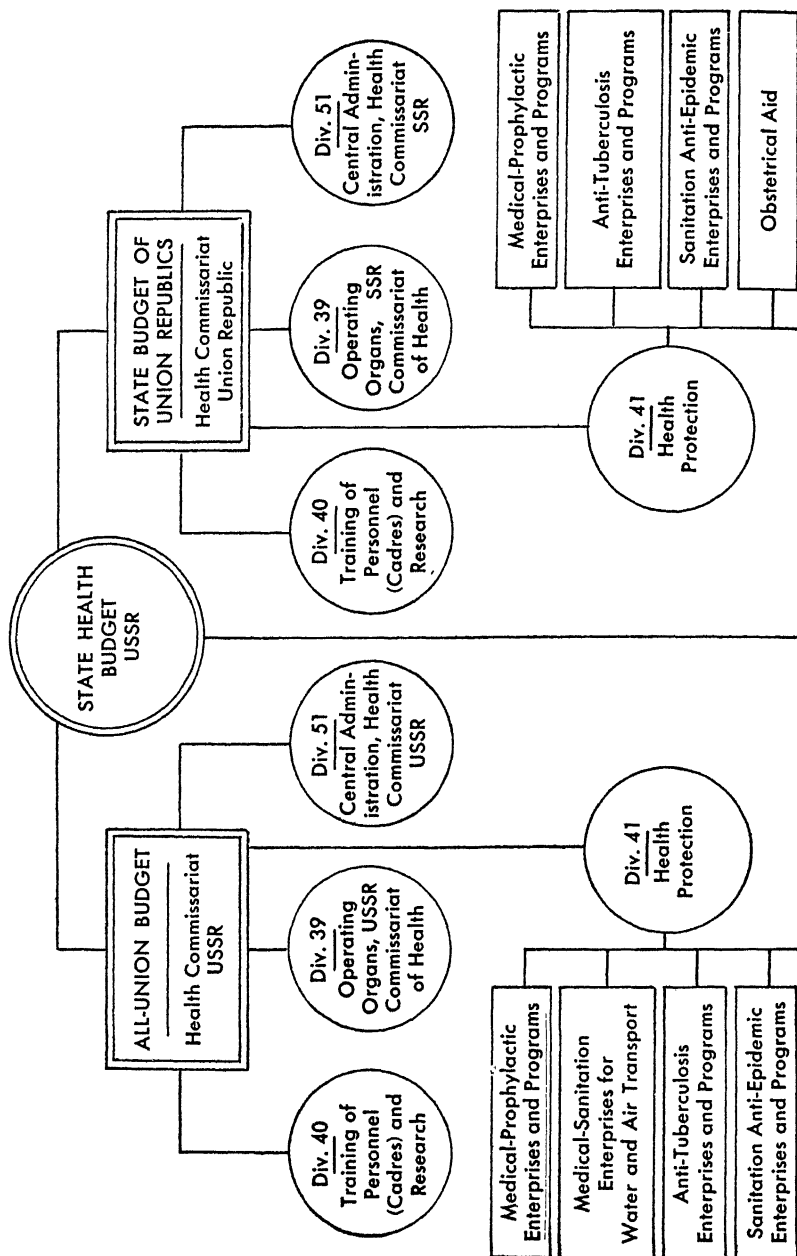 STATE HEALTH
BUDGET
USSR
ALL-UNION BUDGET
Health Commissariat
USSR
STATE BUDGET OF
UNION REPUBLICS
Health Commissariat
Union Republic
Div. 40
Training of
Personnel
(Cadres) and
Research
Div. 39
Operating
Organs, USSR
Commissariat
of Health
Div. 51
Central Admin-
istration, Health
Commissariat
USSR
Div. 40
Training of
Personnel
(Cadres) and
Research
Div. 39
Operating
Organs, SSR
Commissariat
of Health
Div. 51
Central Admin-
istration, Health
Commissariat
SSR
Div. 41
Health
Protection
Medical-Prophylactic
Enterprises and Programs
Medical-Sanitation
Enterprises for
Water and Air Transport
Anti-Tuberculosis
Enterprises and Programs
Sanitation Anti-Epidemic
Enterprises and Programs
Div. 41
Health
Protection
Medical-Prophylactic
Enterprises and Programs
Anti-Tuberculosis
Enterprises and Programs
Sanitation Anti-Epidemic
Enterprises and Programs
Obstetrical Aid